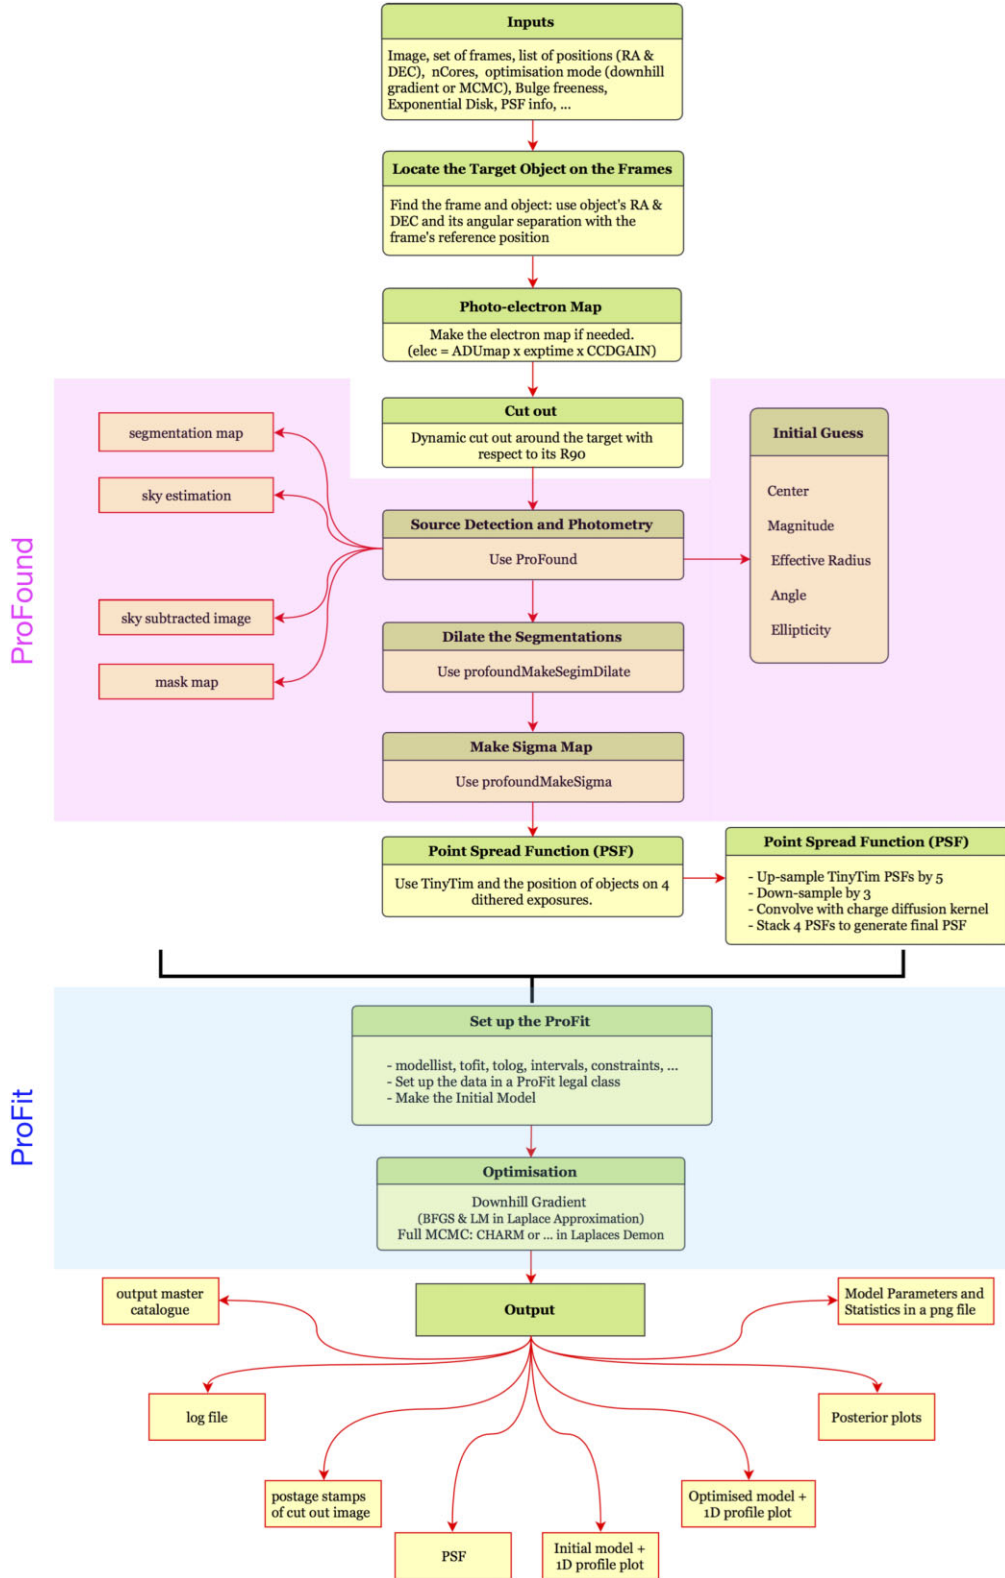 Inputs
Image, set of frames, list of positions (RA &
DEC),  nCores,  optimisation mode (downhill
gradient or MCMC), Bulge freeness,
Exponential Disk, PSF info, ...
Locate the Target Object on the Frames
Find the frame and object: use object's RA &
DEC and its angular separation with the
frame's reference position
Photo-electron Map
Make the electron map if needed.
(elec = ADUmap x exptime x CCDGAIN)
Cut out
Dynamic cut out around the target with
respect to its R90
ProFound
segmentation map
sky estimation
sky subtracted image
mask map
Source Detection and Photometry
Use ProFound
Initial Guess
Center
Magnitude
Effective Radius
Angle
Ellipticity
Dilate the Segmentations
Use profoundMakeSegimDilate
Make Sigma Map
Use profoundMakeSigma
Point Spread Function (PSF)
Use TinyTim and the position of objects on 4
dithered exposures.
Point Spread Function (PSF)
- Up-sample TinyTim PSFs by 5
- Down-sample by 3
- Convolve with charge diffusion kernel
- Stack 4 PSFs to generate final PSF
ProFit
Set up the ProFit
- modellist, tofit, tolog, intervals, constraints, ...
- Set up the data in a ProFit legal class
- Make the Initial Model
Optimisation
Downhill Gradient
(BFGS & LM in Laplace Approximation)
Full MCMC: CHARM or ... in Laplaces Demon
Output
output master
catalogue
log file
postage stamps
of cut out image
PSF
Initial model +
1D profile plot
Optimised model +
1D profile plot
Posterior plots
Model Parameters and
Statistics in a png file